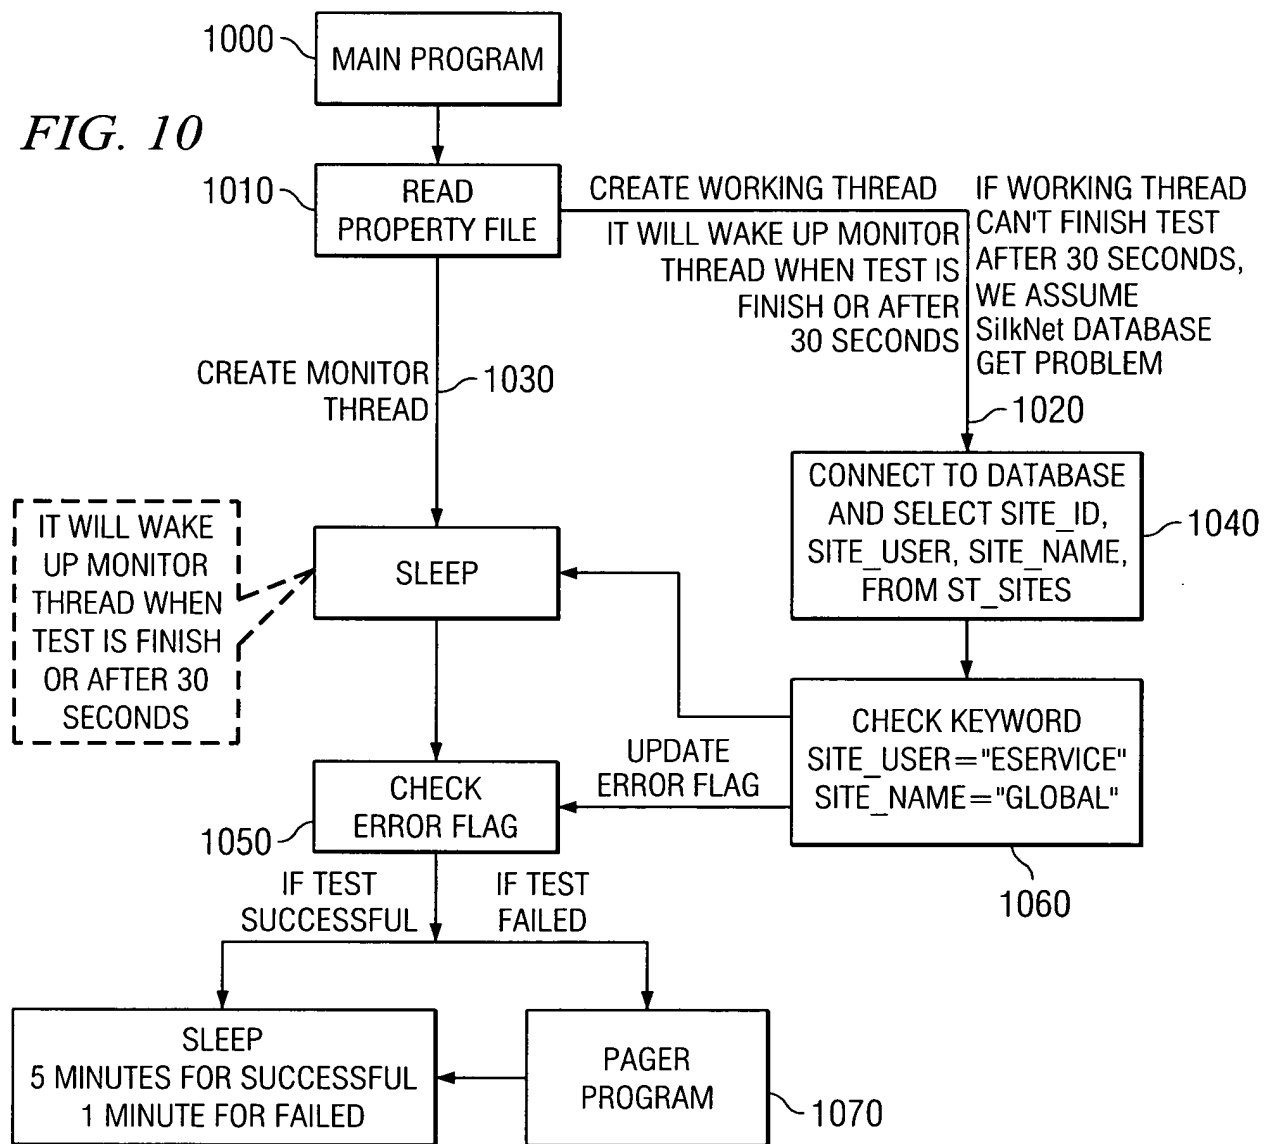 1000
MAIN PROGRAM
FIG. 10
1010
READ
PROPERTY FILE
CREATE WORKING THREAD
IT WILL WAKE UP MONITOR
THREAD WHEN TEST IS
FINISH OR AFTER
30 SECONDS
IF WORKING THREAD
CAN'T FINISH TEST
AFTER 30 SECONDS,
WE ASSUME
SilkNet DATABASE
GET PROBLEM
CREATE MONITOR
THREAD
1030
1020
CONNECT TO DATABASE
AND SELECT SITE_ID,
SITE_USER, SITE_NAME,
FROM ST_SITES
1040
IT WILL WAKE
UP MONITOR
THREAD WHEN
TEST IS FINISH
OR AFTER 30
SECONDS
SLEEP
CHECK KEYWORD
SITE_USER="ESERVICE"
SITE_NAME="GLOBAL"
1060
UPDATE
ERROR FLAG
CHECK
ERROR FLAG
1050
IF TEST
SUCCESSFUL
IF TEST
FAILED
SLEEP
5 MINUTES FOR SUCCESSFUL
1 MINUTE FOR FAILED
PAGER
PROGRAM
1070